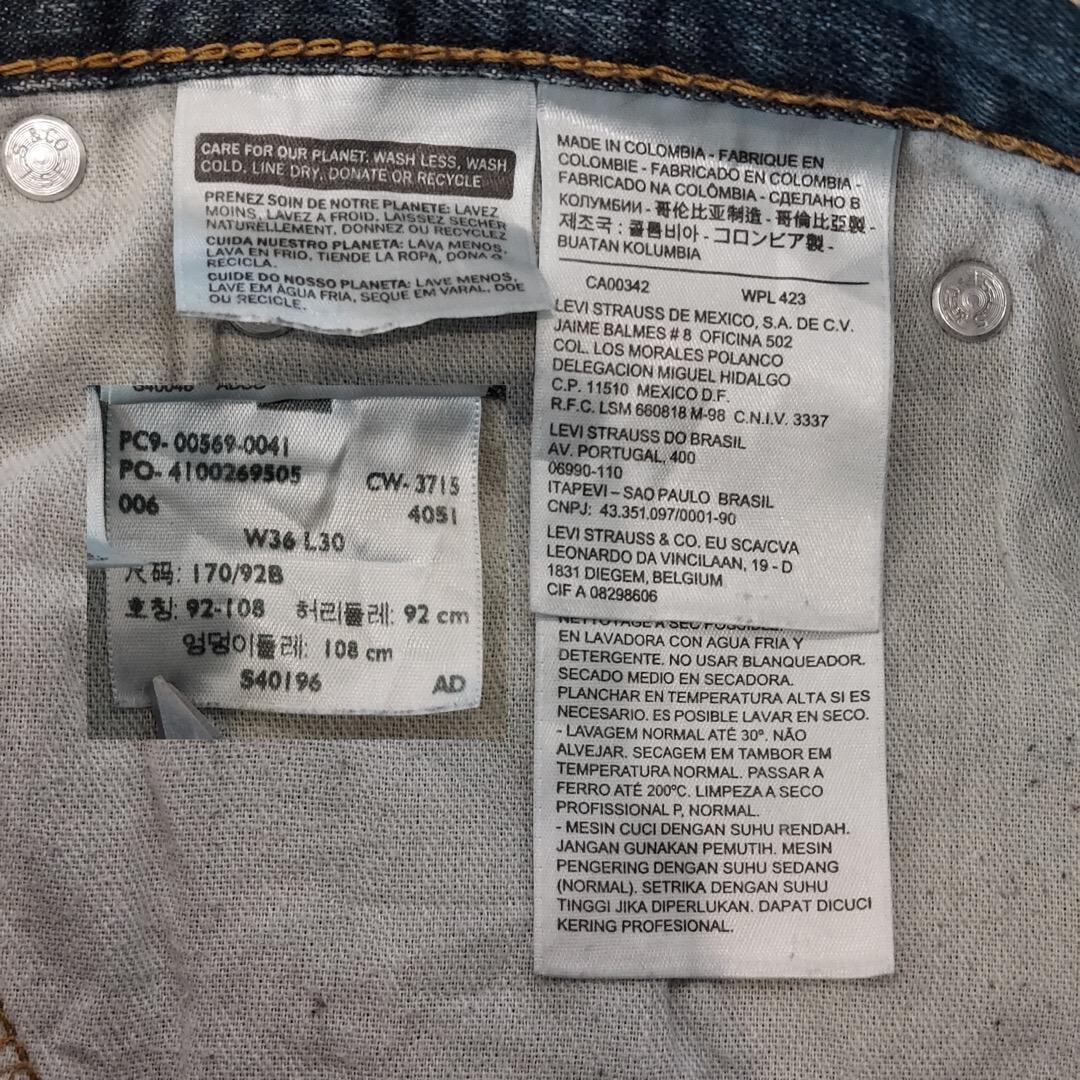 S & CO
CARE FOR OUR PLANET. WASH LESS, WASH
COLD, LINE DRY, DONATE OR RECYCLE
PRENEZ SOIN DE NOTRE PLANETE: LAVEZ
MOINS, LAVEZ A FROID, LAISSEZ SECHER
NATURELLEMENT, DONNEZ OU RECYCLEZ
CUIDA NUESTRO PLANETA: LAVA MENOS,
LAVA EN FRIO, TIENDE LA ROPA, DONA O
RECICLA.
CUIDE DO NOSSO PLANETA: LAVE MENOS,
LAVE EM ÁGUA FRIA, SEQUE EM VARAL, DOE
OU RECICLE.
MADE IN COLOMBIA - FABRIQUE EN
COLOMBIE - FABRICADO EN COLOMBIA -
FABRICADO NA COLÔMBIA - СДЕЛАНО В
КОЛУМБИИ - 哥伦比亚制造 - 哥倫比亞製 -
제조국 : 콜롬비아 - コロンビア製 -
BUATAN KOLUMBIA
CA00342 WPL 423
LEVI STRAUSS DE MEXICO, S.A. DE C.V.
JAIME BALMES # 8 OFICINA 502
COL. LOS MORALES POLANCO
DELEGACION MIGUEL HIDALGO
C.P. 11510 MEXICO D.F.
R.F.C. LSM 660818 M-98 C.N.I.V. 3337
LEVI STRAUSS DO BRASIL
AV. PORTUGAL, 400
06990-110
ITAPEVI – SAO PAULO BRASIL
CNPJ: 43.351.097/0001-90
LEVI STRAUSS & CO. EU SCA/CVA
LEONARDO DA VINCILAAN, 19 - D
1831 DIEGEM, BELGIUM
CIF A 08298606
PC9- 00569-0041
PO- 4100269505 CW- 3715
006 4051
W36 L30
尺码: 170/92B
호칭: 92-108 허리둘레: 92 cm
엉덩이둘레: 108 cm
S40196 AD
NETTOYAGE A SEC POSSIBLE.
EN LAVADORA CON AGUA FRIA Y
DETERGENTE. NO USAR BLANQUEADOR.
SECADO MEDIO EN SECADORA.
PLANCHAR EN TEMPERATURA ALTA SI ES
NECESARIO. ES POSIBLE LAVAR EN SECO.
- LAVAGEM NORMAL ATÉ 30º. NÃO
ALVEJAR. SECAGEM EM TAMBOR EM
TEMPERATURA NORMAL. PASSAR A
FERRO ATÉ 200ºC. LIMPEZA A SECO
PROFISSIONAL P, NORMAL.
- MESIN CUCI DENGAN SUHU RENDAH.
JANGAN GUNAKAN PEMUTIH. MESIN
PENGERING DENGAN SUHU SEDANG
(NORMAL). SETRIKA DENGAN SUHU
TINGGI JIKA DIPERLUKAN. DAPAT DICUCI
KERING PROFESIONAL.